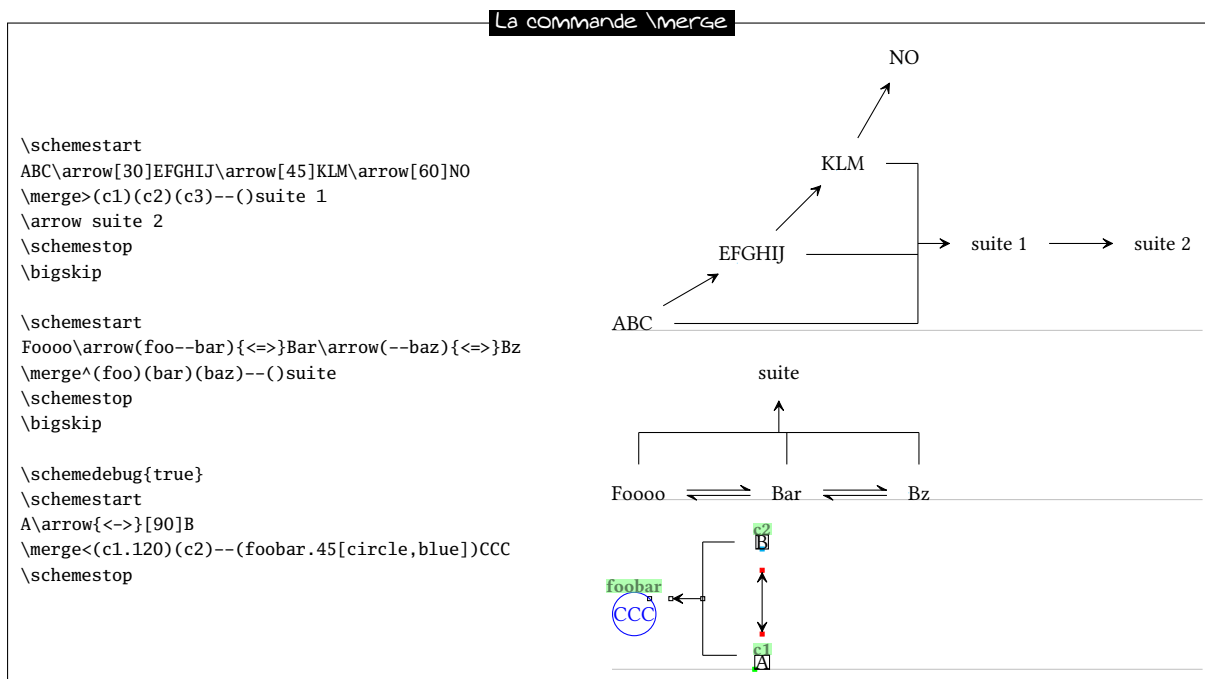 La commande \merge
\schemestart
ABC\arrow[30]EFGHIJ\arrow[45]KLM\arrow[60]NO
\merge>(c1)(c2)(c3)--()suite 1
\arrow suite 2
\schemestop
\bigskip
\schemestart
Foooo\arrow(foo--bar){<=>}Bar\arrow(--baz){<=>}Bz
\merge^(foo)(bar)(baz)--()suite
\schemestop
\bigskip
\schemedebug{true}
\schemestart
A\arrow{<->}[90]B
\merge<(c1.120)(c2)--(foobar.45[circle,blue])CCC
\schemestop
NO
KLM
suite 1 suite 2
EFGHIJ
ABC
suite
Foooo Bar Bz
c2
B
foobar
CCC
c1
A